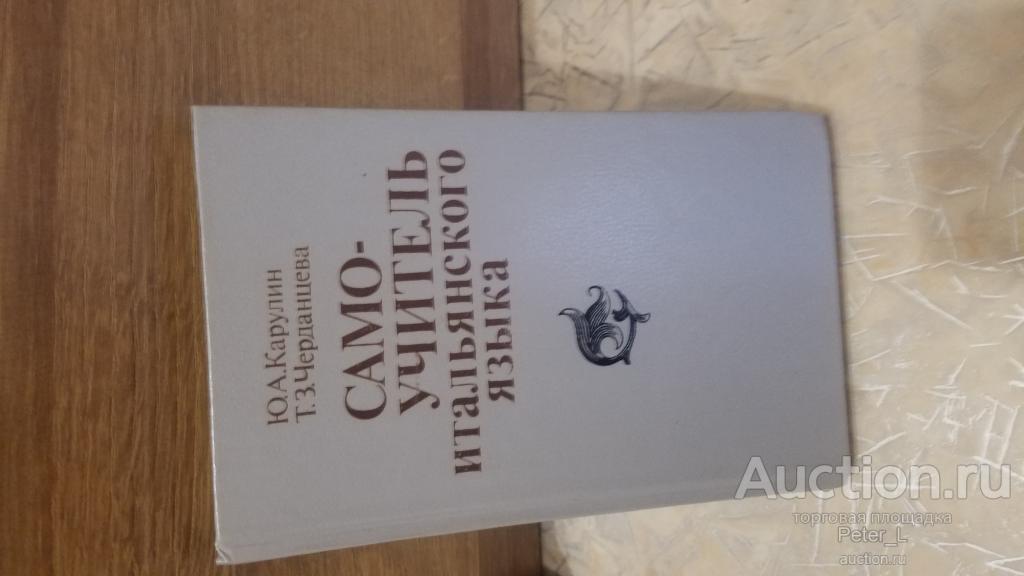 Ю.А.Карулин
Т.З.Черданцева
САМО-
УЧИТЕЛЬ
итальянского
языка
Auction.ru
торговая площадка
Peter_L
auction.ru